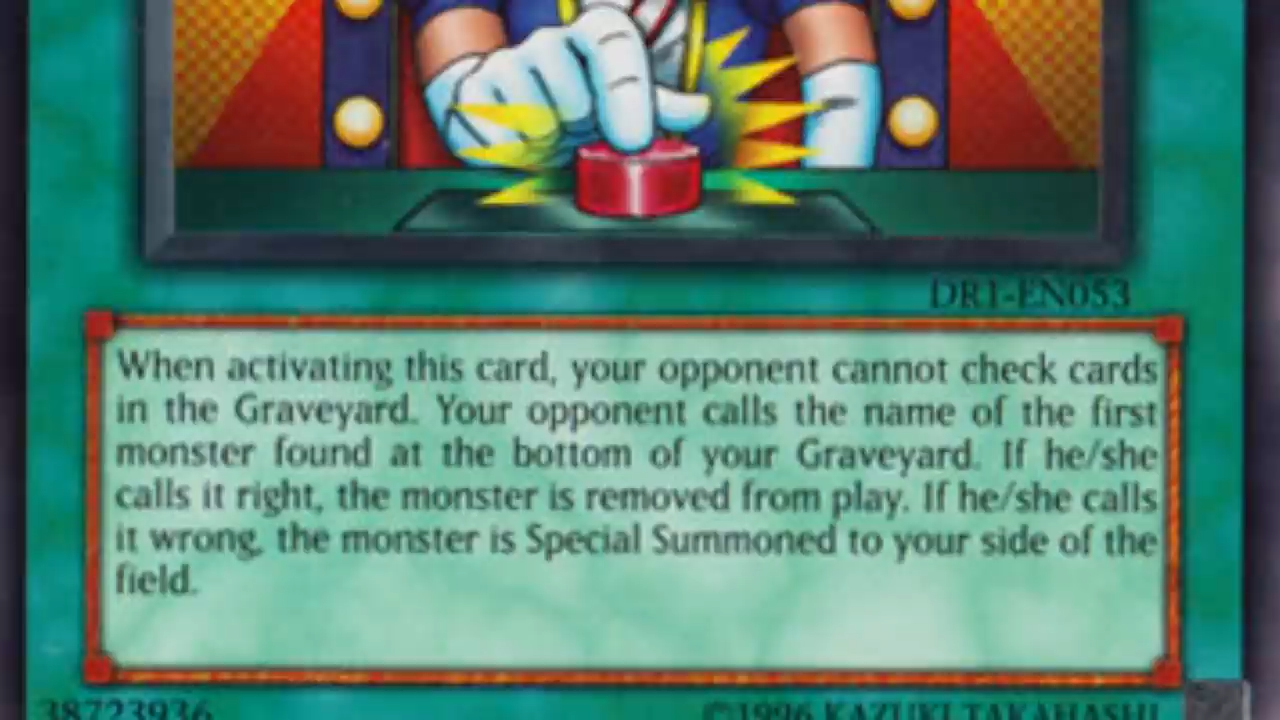 DR1-EN053
When activating this card, your opponent cannot check cards
in the Graveyard. Your opponent calls the name of the first
monster found at the bottom of your Graveyard. If he/she
calls it right, the monster is removed from play. If he/she calls
it wrong, the monster is Special Summoned to your side of the
field.
38723936
©1996 KAZUKI TAKAHASHI